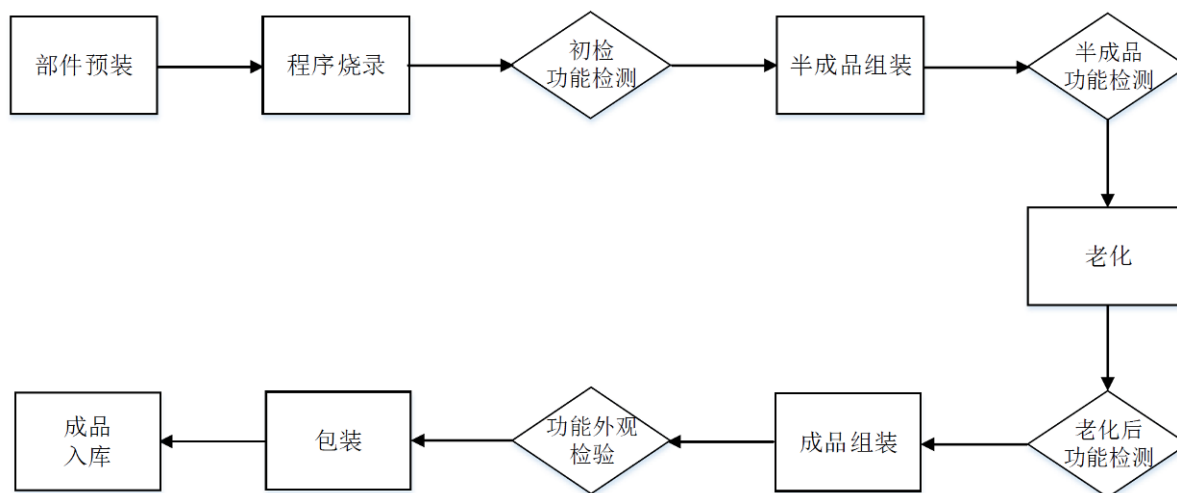 部件预装
程序烧录
初检
功能检测
半成品组装
半成品
功能检测
老化
老化后
功能检测
成品组装
功能外观
检验
包装
成品
入库